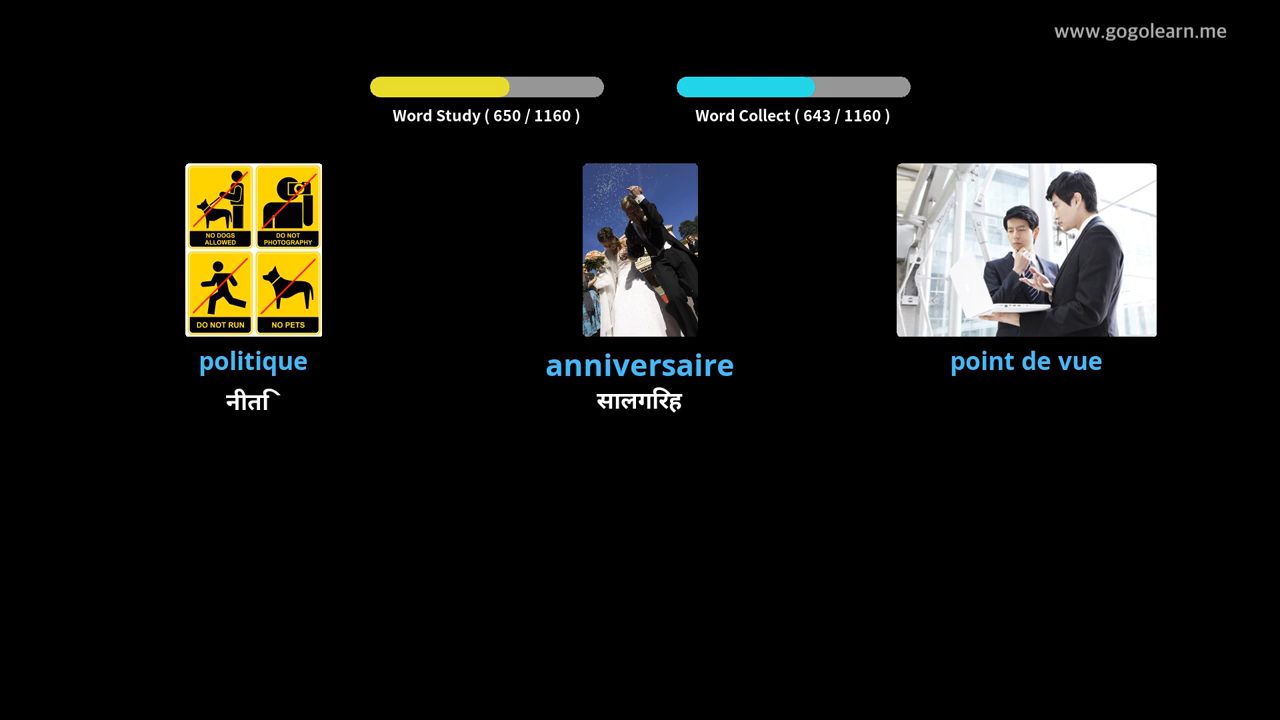 www.gogolearn.me
Word Study ( 650 / 1160 )
Word Collect ( 643 / 1160 )
NO DOGS ALLOWED
DO NOT PHOTOGRAPHY
DO NOT RUN
NO PETS
politique
anniversaire
point de vue
नीति
सालगिरह